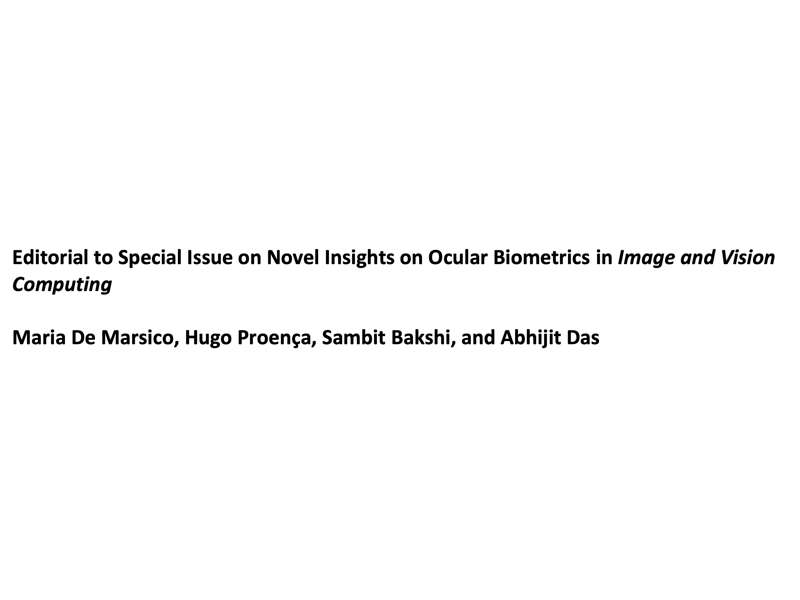 Editorial to Special Issue on Novel Insights on Ocular Biometrics in Image and Vision
Computing
Maria De Marsico, Hugo Proença, Sambit Bakshi, and Abhijit Das